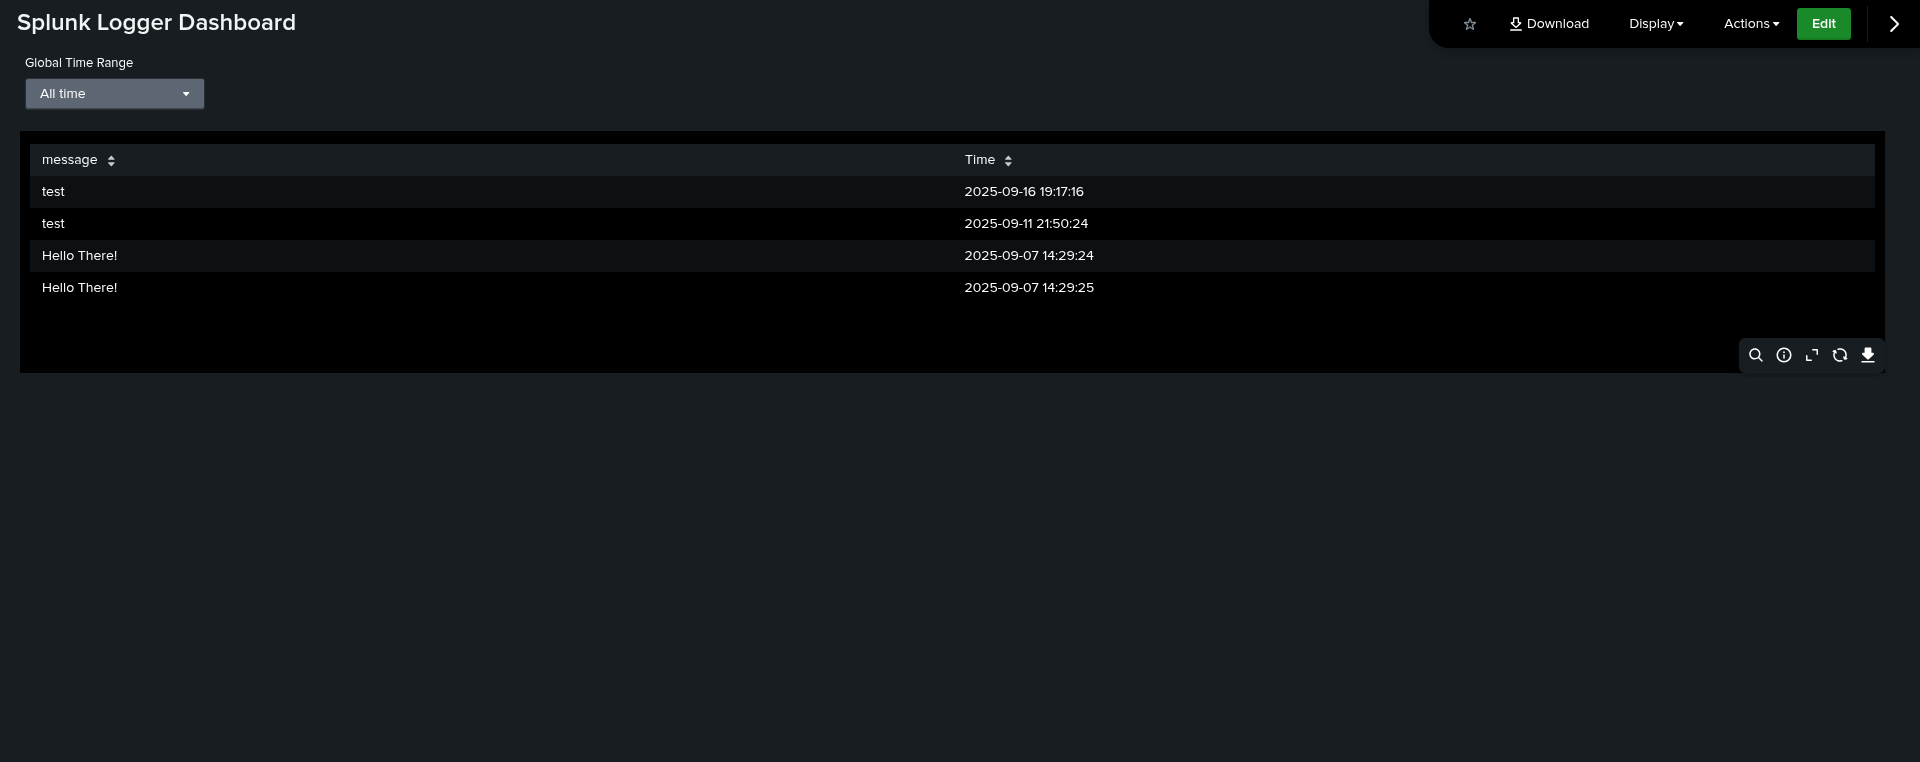 Splunk Logger Dashboard
Download
Display
Actions
Edit
Global Time Range
All time
message Time
test 2025-09-16 19:17:16
test 2025-09-11 21:50:24
Hello There! 2025-09-07 14:29:24
Hello There! 2025-09-07 14:29:25